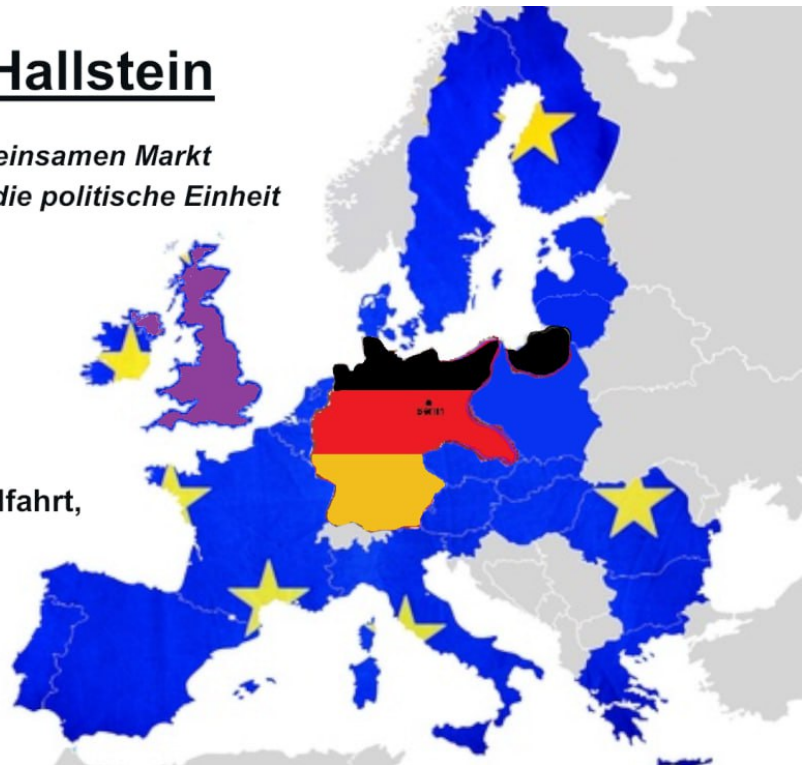 Hallstein
einsamen Markt
die politische Einheit
lfahrt,